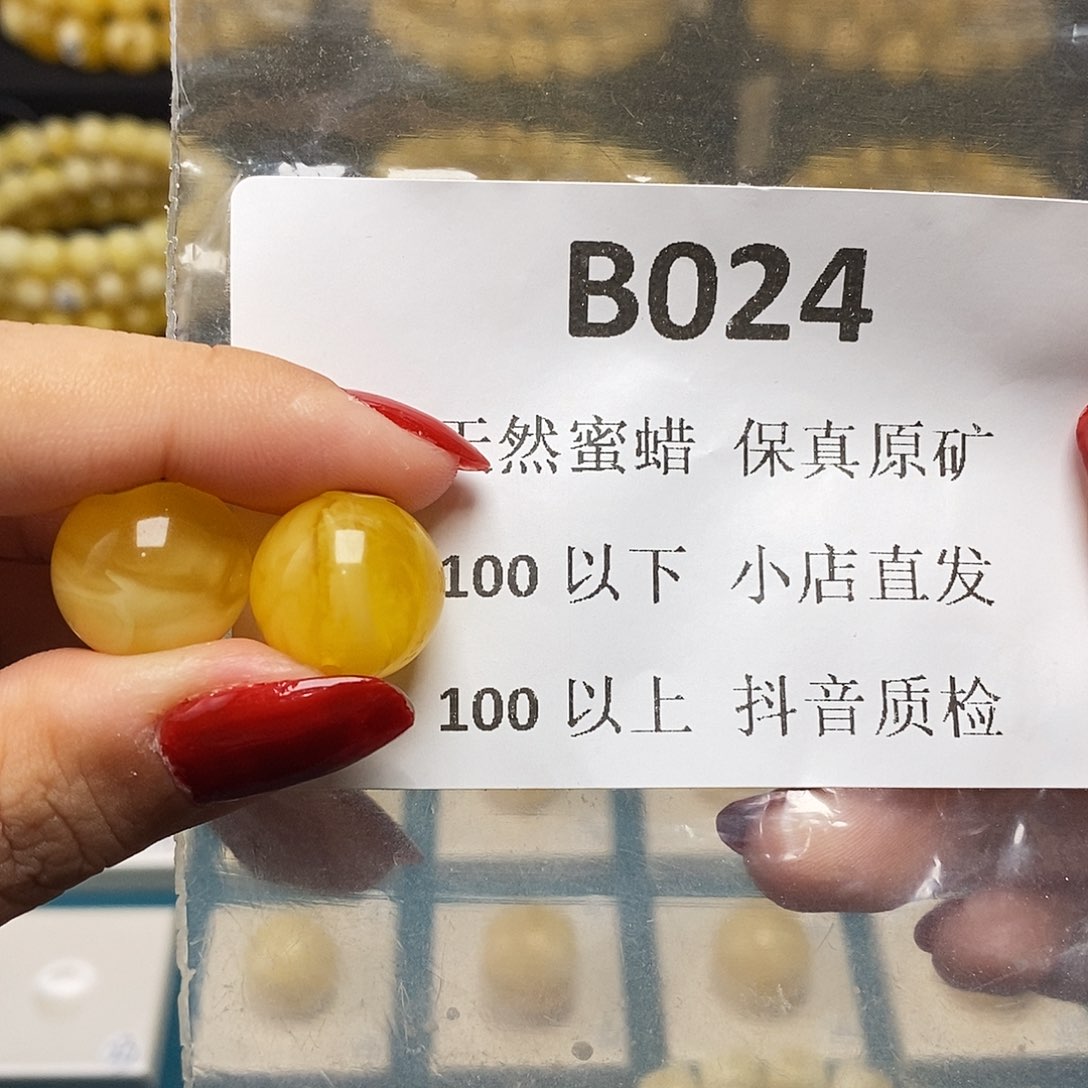 B024
天然蜜蜡 保真原矿
100 以下 小店直发
100 以上 抖音质检